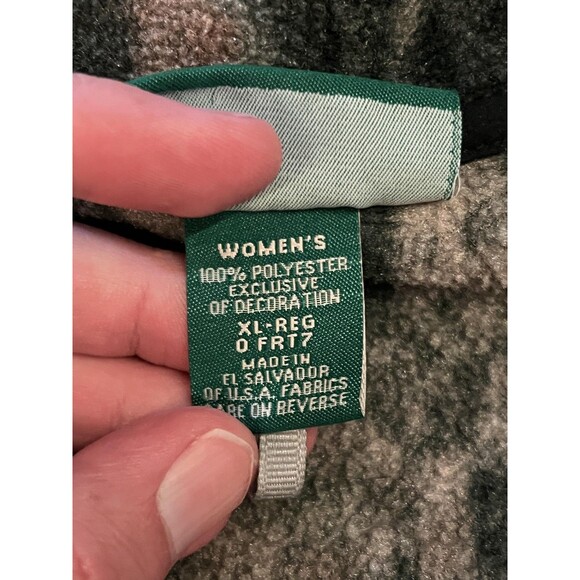 WOMEN'S
100% POLYESTER
EXCLUSIVE
OF DECORATION
XL-REG
0 FRT7
MADE IN
EL SALVADOR
OF U.S.A. FABRICS
CARE ON REVERSE